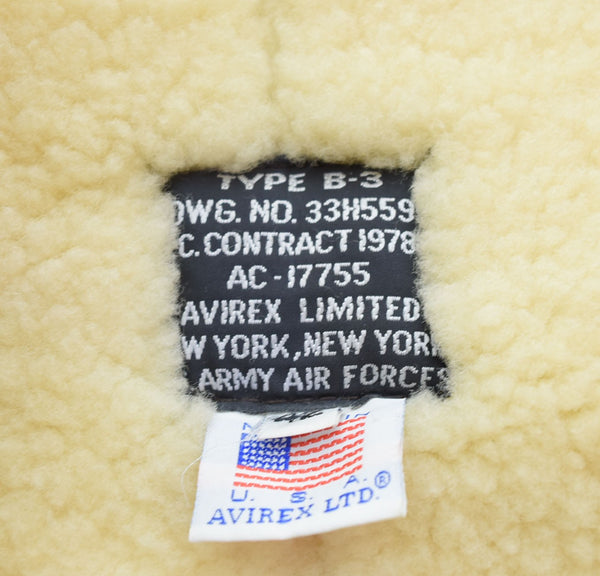 TYPE B-3
DWG. NO. 33H559
C. CONTRACT 1978
AC-17755
AVIREX LIMITED
W YORK, NEW YORK
ARMY AIR FORCES
U. S. A.
AVIREX LTD.®